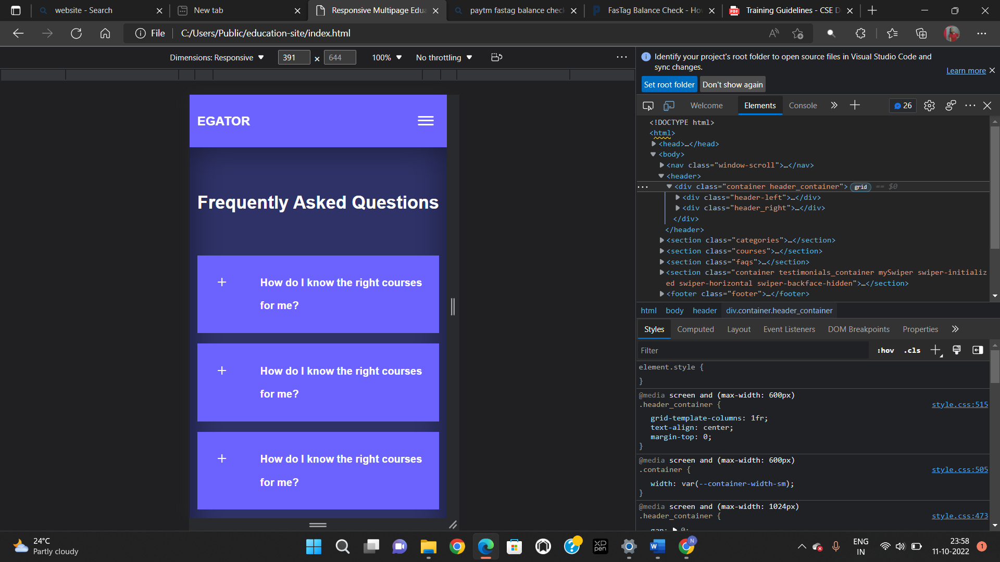 website - Search
New tab
Responsive Multipage Edu
paytm fastag balance chec
FasTag Balance Check - Ho
Training Guidelines - CSE D
File
C:/Users/Public/education-site/index.html
Dimensions: Responsive
391 × 644
100%
No throttling
Identify your project's root folder to open source files in Visual Studio Code and
sync changes.
Learn more
Set root folder
Don't show again
Welcome
Elements
Console
26
<!DOCTYPE html>
<html>
<head>…</head>
<body>
<nav class="window-scroll">…</nav>
<header>
<div class="container header_container"> grid == $0
<div class="header-left">…</div>
<div class="header_right">…</div>
</div>
</header>
<section class="categories">…</section>
<section class="courses">…</section>
<section class="faqs">…</section>
<section class="container testimonials_container mySwiper swiper-initializ
ed swiper-horizontal swiper-backface-hidden">…</section>
<footer class="footer">…</footer>
html body header div.container.header_container
Styles Computed Layout Event Listeners DOM Breakpoints Properties
Filter
:hov .cls
element.style {
}
@media screen and (max-width: 600px)
.header_container {
style.css:515
grid-template-columns: 1fr;
text-align: center;
margin-top: 0;
}
@media screen and (max-width: 600px)
.container {
style.css:505
width: var(--container-width-sm);
}
@media screen and (max-width: 1024px)
.header_container {
style.css:473
gap: 0;
EGATOR
Frequently Asked Questions
+ How do I know the right courses
for me?
+ How do I know the right courses
for me?
+ How do I know the right courses
for me?
24°C
Partly cloudy
ENG
IN
23:58
11-10-2022
1